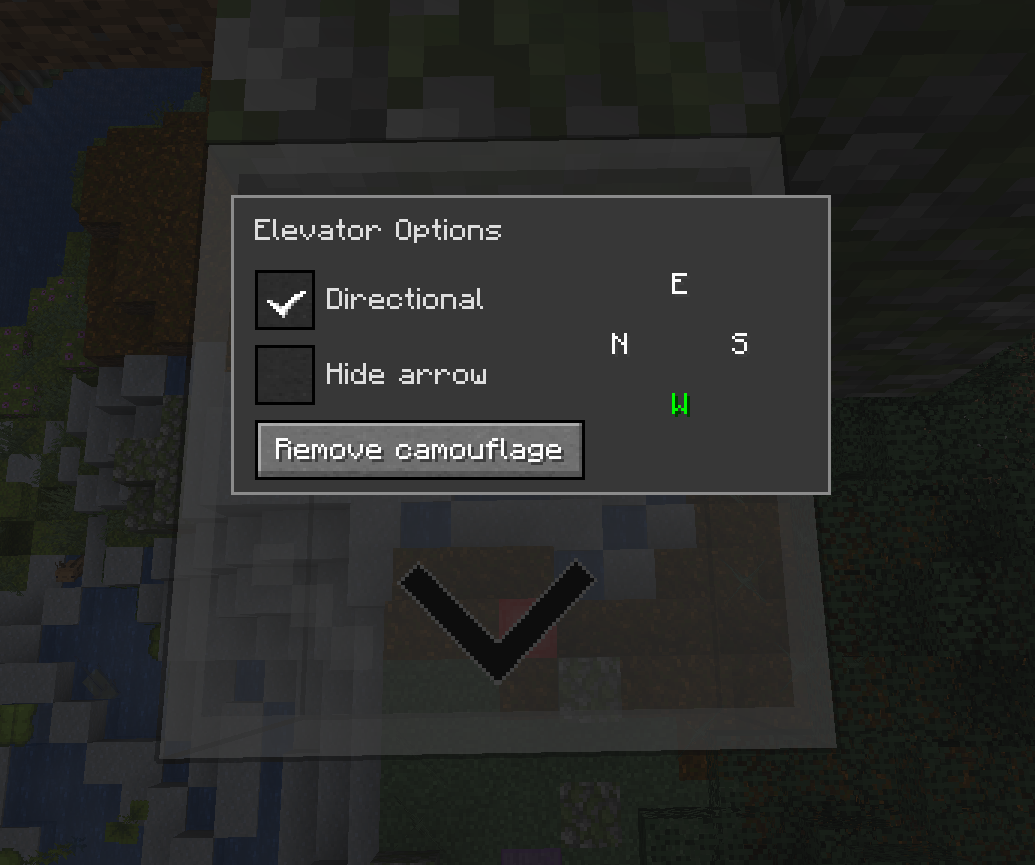 Elevator Options
Directional
Hide arrow
Remove camouflage
E
N S
W